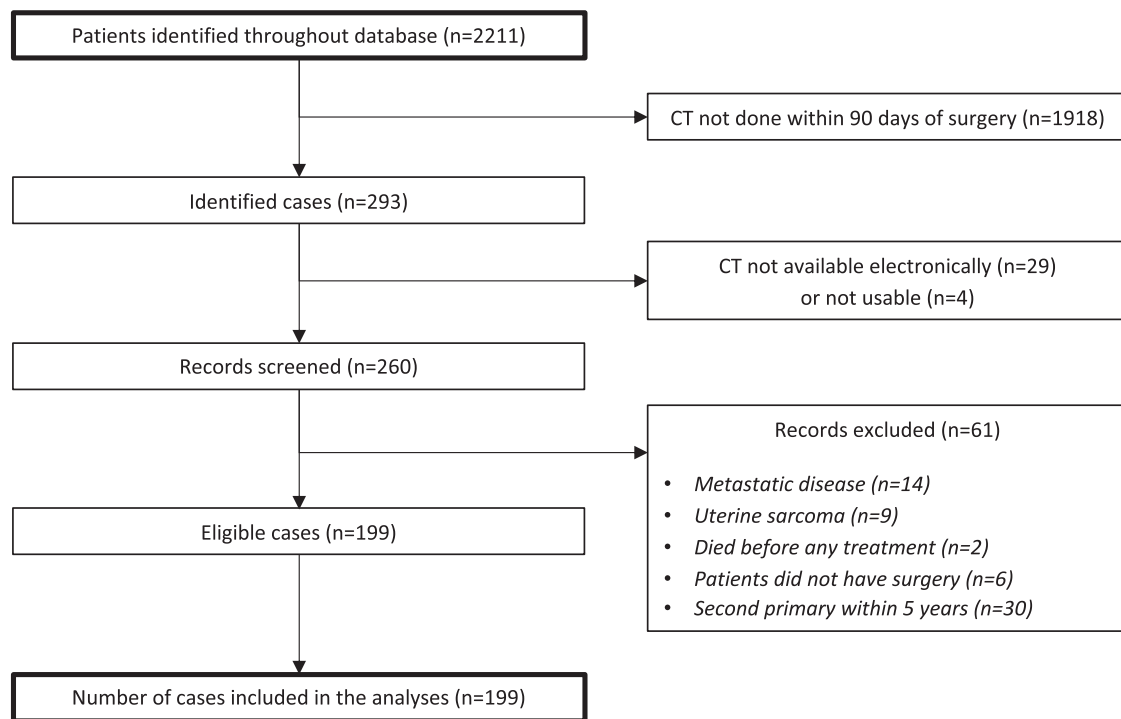 Patients identified throughout database (n=2211)
CT not done within 90 days of surgery (n=1918)
Identified cases (n=293)
CT not available electronically (n=29)
or not usable (n=4)
Records screened (n=260)
Records excluded (n=61)
• Metastatic disease (n=14)
• Uterine sarcoma (n=9)
• Died before any treatment (n=2)
• Patients did not have surgery (n=6)
• Second primary within 5 years (n=30)
Eligible cases (n=199)
Number of cases included in the analyses (n=199)